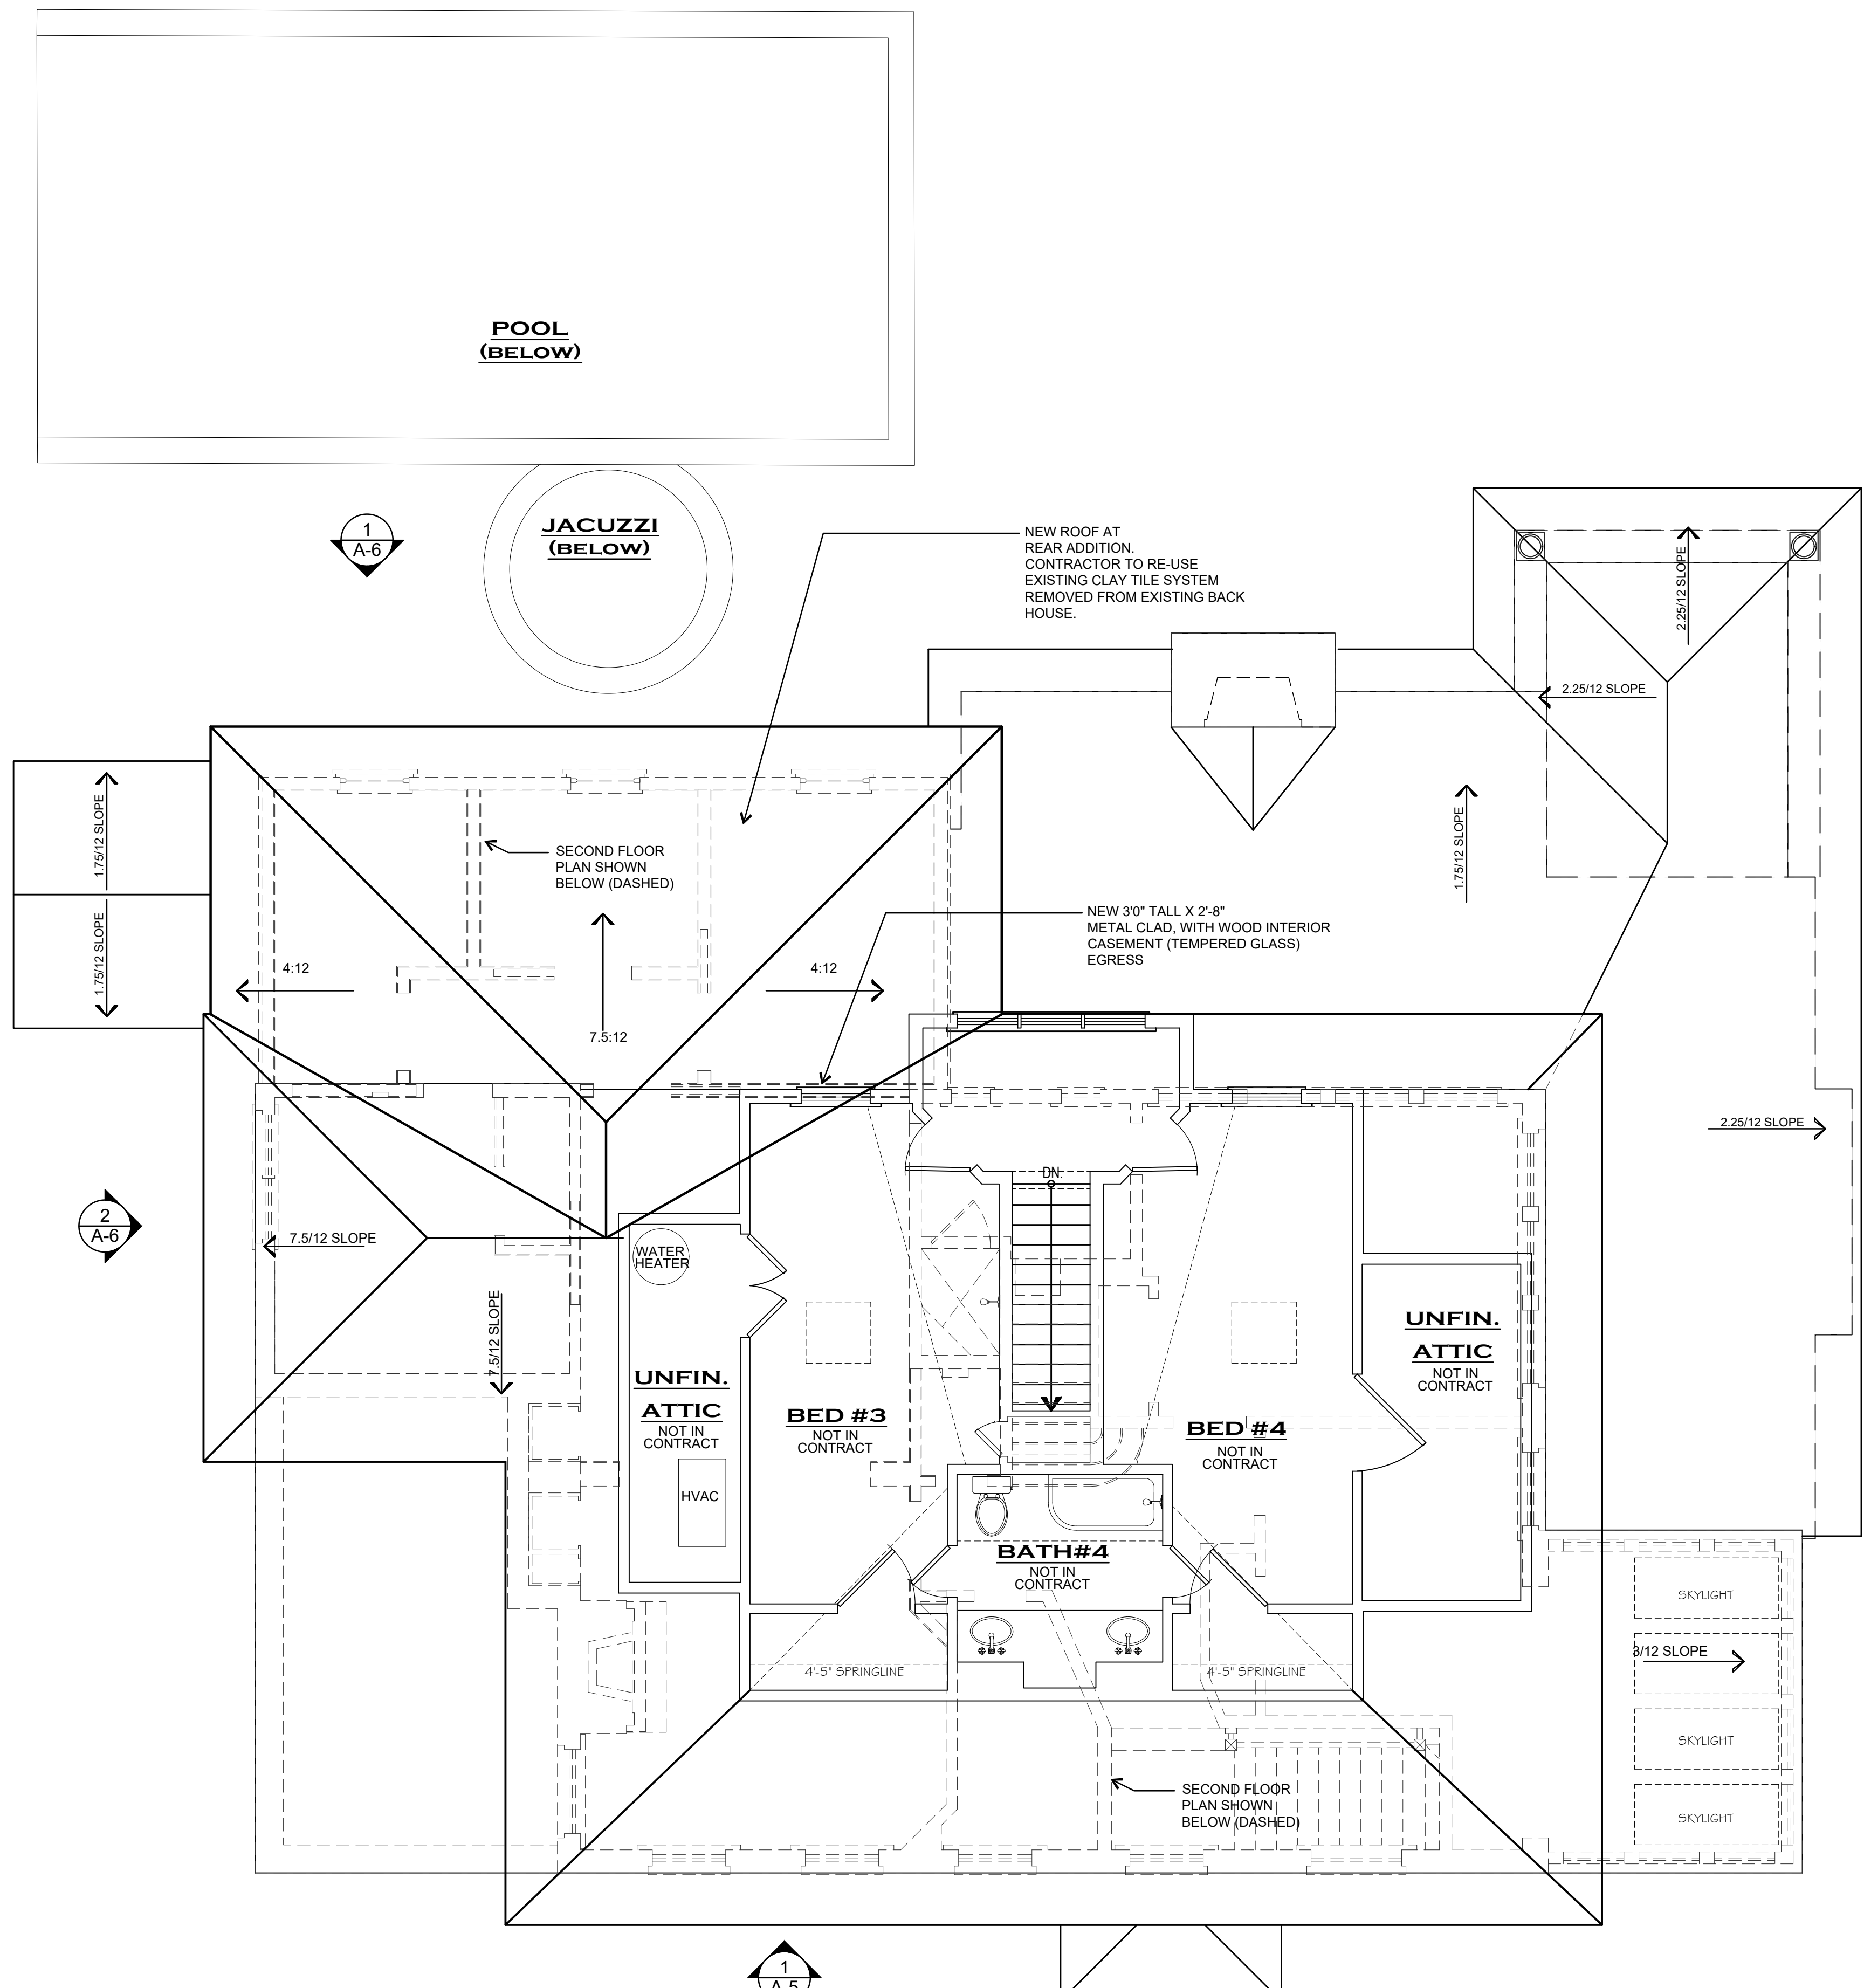 POOL
(BELOW)
1
A-6
JACUZZI
(BELOW)
NEW ROOF AT
REAR ADDITION.
CONTRACTOR TO RE-USE
EXISTING CLAY TILE SYSTEM
REMOVED FROM EXISTING BACK
HOUSE.
2.25/12 SLOPE
2.25/12 SLOPE
1.75/12 SLOPE
1.75/12 SLOPE
1.75/12 SLOPE
SECOND FLOOR
PLAN SHOWN
BELOW (DASHED)
NEW 3'0" TALL X 2'-8"
METAL CLAD, WITH WOOD INTERIOR
CASEMENT (TEMPERED GLASS)
EGRESS
4:12
4:12
7.5:12
2.25/12 SLOPE
DN.
2
A-6
7.5/12 SLOPE
WATER
HEATER
7.5/12 SLOPE
UNFIN.
ATTIC
NOT IN
CONTRACT
UNFIN.
ATTIC
NOT IN
CONTRACT
BED #3
NOT IN
CONTRACT
BED #4
NOT IN
CONTRACT
HVAC
BATH#4
NOT IN
CONTRACT
SKYLIGHT
3/12 SLOPE
4'-5" SPRINGLINE
4'-5" SPRINGLINE
SKYLIGHT
SECOND FLOOR
PLAN SHOWN
BELOW (DASHED)
SKYLIGHT
1
A-5